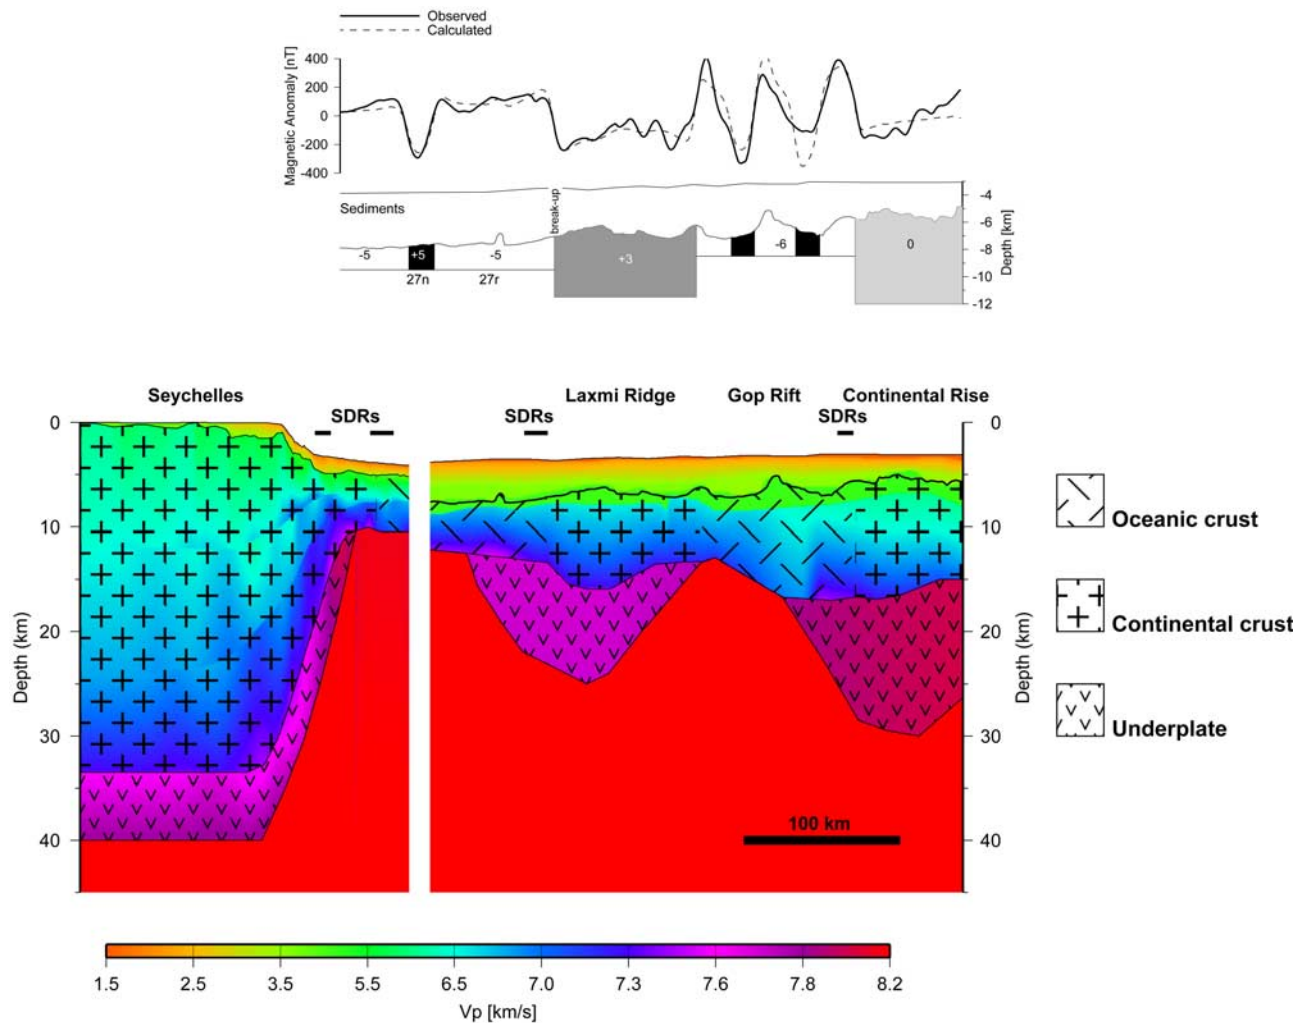 Observed
Calculated
Magnetic Anomaly [nT]
400
200
0
-200
-400
Sediments
break-up
-5
+5
-5
+3
-6
0
27n
27r
-4
-6
-8
-10
-12
Depth [km]
Seychelles
Laxmi Ridge
Gop Rift
Continental Rise
SDRs
SDRs
SDRs
0
10
20
30
40
Depth (km)
0
10
20
30
40
Depth (km)
100 km
Oceanic crust
Continental crust
Underplate
1.5 2.5 3.5 5.5 6.5 7.0 7.3 7.6 7.8 8.2
Vp [km/s]